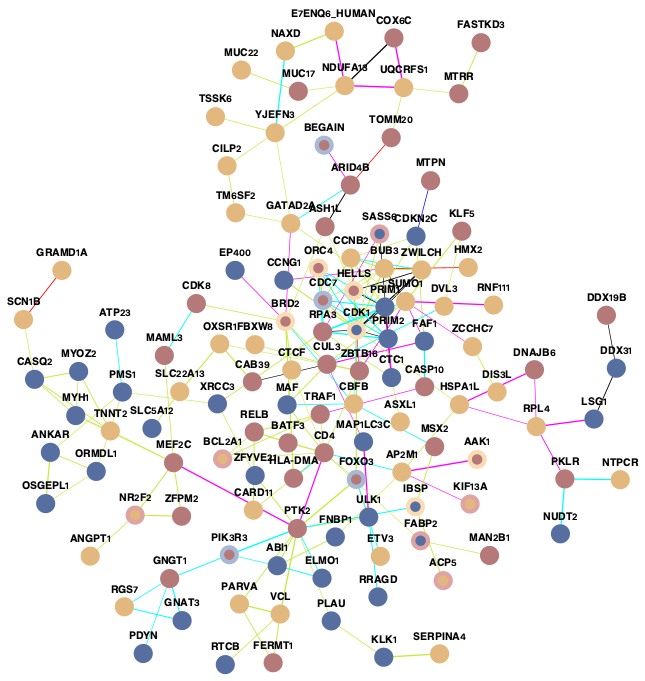 E7ENQ6_HUMAN
COX6C
NAXD
FASTKD3
MUC22
NDUFA13
UQCRFS1
MUC17
MTRR
TSSK6
YJEFN3
TOMM20
BEGAIN
CILP2
ARID4B
MTPN
TM6SF2
GATAD2A
ASH1L
SASS6
CDKN2C
KLF5
CCNB2
BUB3
ZWILCH
HMX2
GRAMD1A
EP400
CCNG1
ORC4
HELLS
SUMO1
CDC7
PRIM1
DVL3
RNF111
SCN1B
CDK8
BRD2
RPA3
CDK1
PRIM2
FAF1
DDX19B
ATP23
MAML3
OXSR1
FBXW8
CUL3
ZBTB16
ZCCHC7
CASQ2
MYOZ2
PMS1
SLC22A13
CAB39
CTCF
CTC1
CASP10
DIS3L
DNAJB6
DDX31
MYH1
TNNT2
SLC5A12
XRCC3
MAF
TRAF1
CBFB
HSPA1L
RPL4
LSG1
ANKAR
RELB
BATF3
MAP1LC3C
ASXL1
MSX2
ORMDL1
MEF2C
BCL2A1
ZFYVE21
CD4
HLA-DMA
FOXO3
AP2M1
AAK1
PKLR
NTPCR
OSGEPL1
NR2F2
ZFPM2
CARD11
PTK2
ULK1
IBSP
KIF13A
NUDT2
ANGPT1
PIK3R3
FNBP1
ABI1
ETV3
FABP2
MAN2B1
GNGT1
ELMO1
RRAGD
ACP5
RGS7
GNAT3
PARVA
VCL
PLAU
PDYN
RTCB
FERMT1
KLK1
SERPINA4